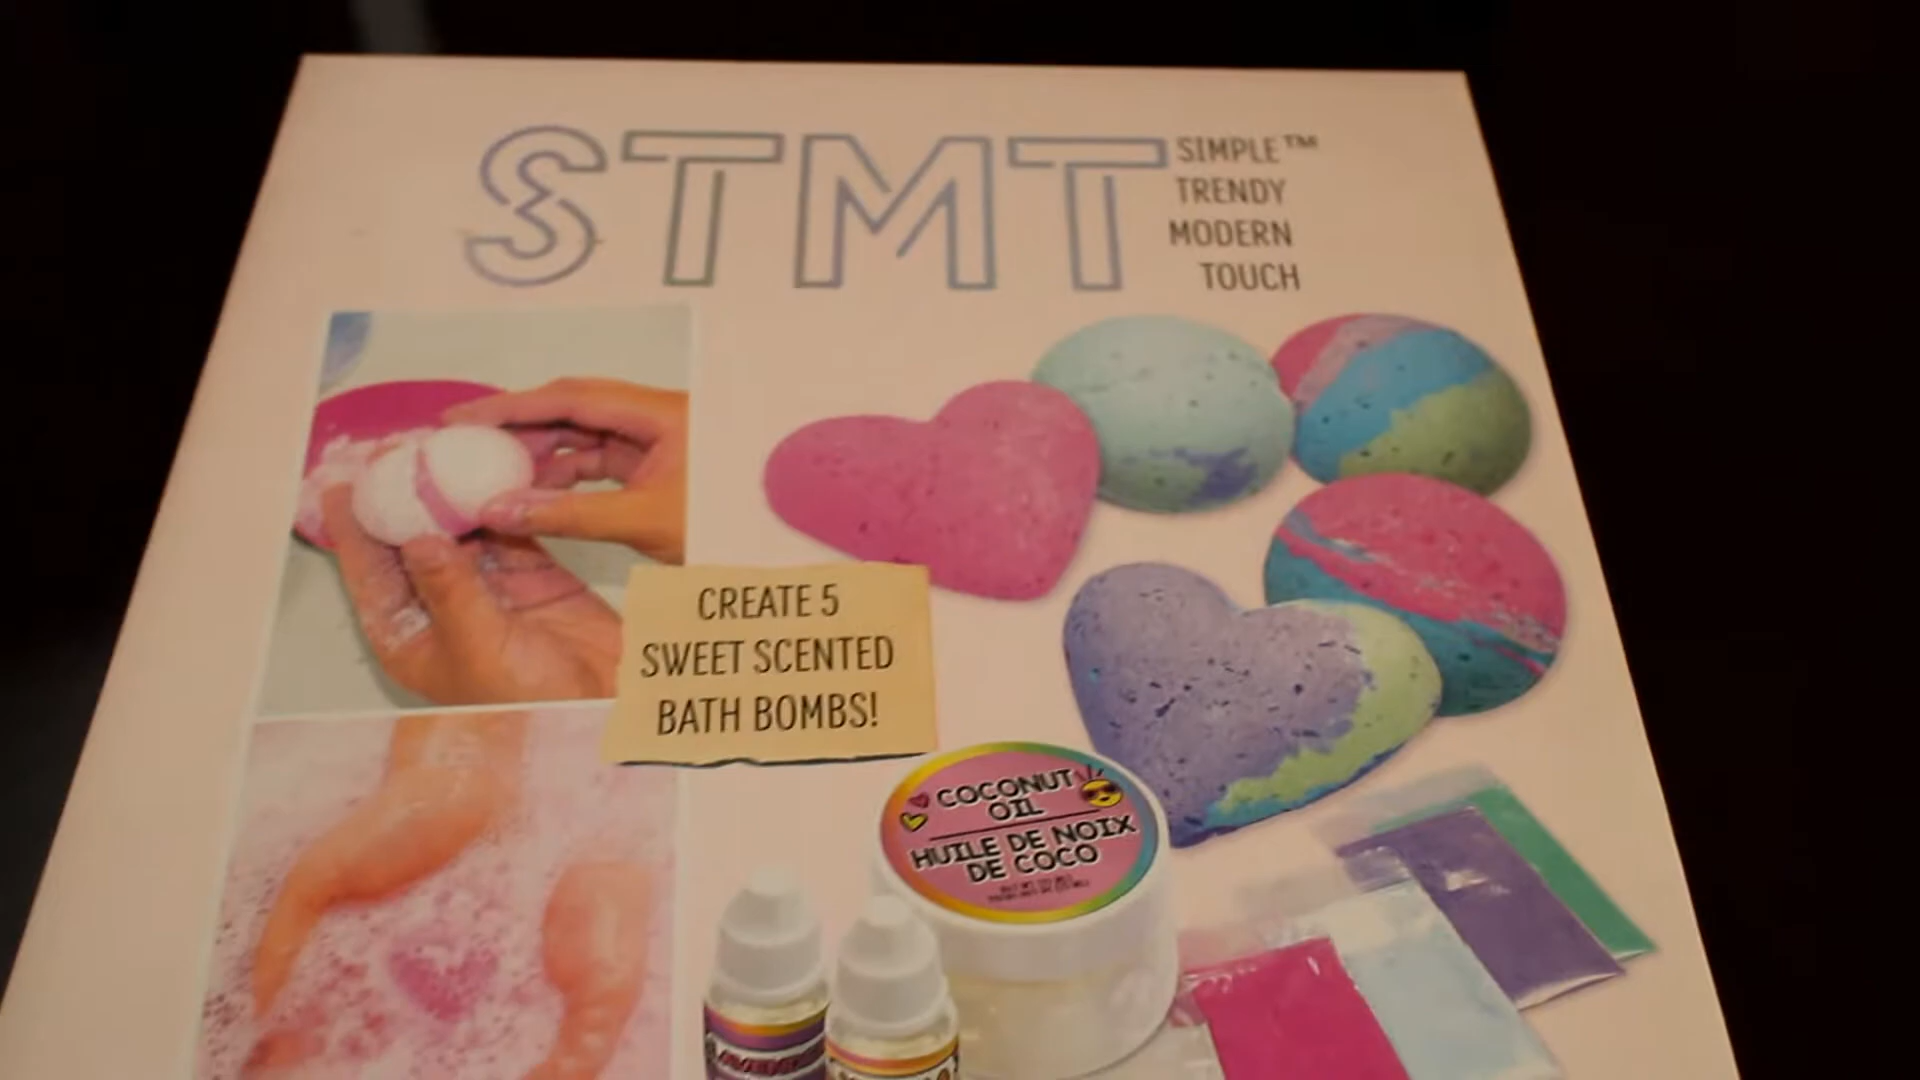 STMT
SIMPLE™
TRENDY
MODERN
TOUCH
CREATE 5
SWEET SCENTED
BATH BOMBS!
COCONUT
OIL
HUILE DE NOIX
DE COCO